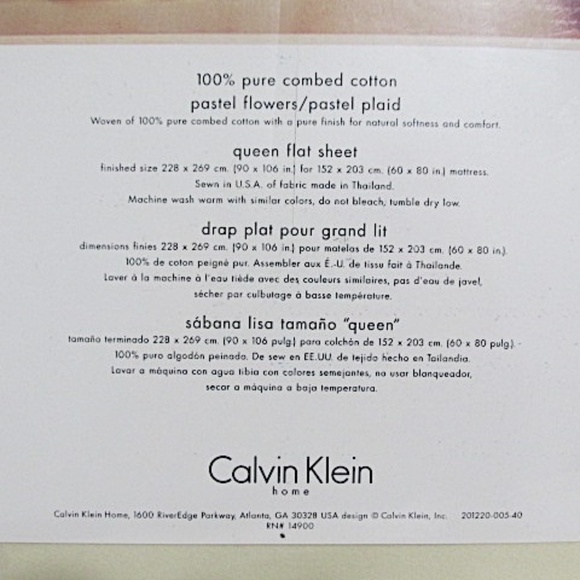 100% pure combed cotton
pastel flowers/pastel plaid
Woven of 100% pure combed cotton with a pure finish for natural softness and comfort.
queen flat sheet
finished size 228 x 269 cm. (90 x 106 in.) for 152 x 203 cm. (60 x 80 in.) mattress.
Sewn in U.S.A. of fabric made in Thailand.
Machine wash warm with similar colors, do not bleach, tumble dry low.
drap plat pour grand lit
dimensions finies 228 x 269 cm. (90 x 106 in.) pour matelas de 152 x 203 cm. (60 x 80 in.)
100% de coton peigné pur. Assembler aux É.-U. de tissu fait à Thaïlande.
Laver à la machine à l'eau tiède avec des couleurs similaires, pas d'eau de javel,
sécher par culbutage à basse température.
sábana lisa tamaño "queen"
tamaño terminado 228 x 269 cm. (90 x 106 pulg.) para colchón de 152 x 203 cm. (60 x 80 pulg.)
100% puro algodón peinado. De sew en EE.UU. de tejido hecho en Tailandia.
Lavar a máquina con agua tibia con colores semejantes, no usar blanqueador,
secar a máquina a baja temperatura.
Calvin Klein
home
Calvin Klein Home, 1600 RiverEdge Parkway, Atlanta, GA 30328 USA design © Calvin Klein, Inc. 201220-005-40
RN# 14900